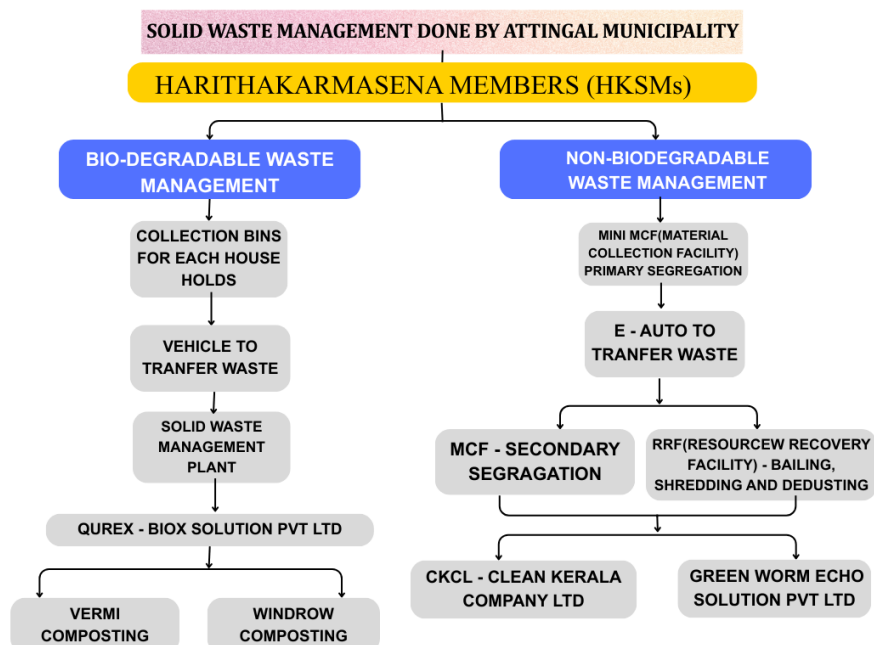 SOLID WASTE MANAGEMENT DONE BY ATTINGAL MUNICIPALITY
HARITHAKARMASENA MEMBERS (HKSMs)
BIO-DEGRADABLE WASTE
MANAGEMENT
COLLECTION BINS
FOR EACH HOUSE
HOLDS
VEHICLE TO
TRANFER WASTE
SOLID WASTE
MANAGEMENT
PLANT
QUREX - BIOX SOLUTION PVT LTD
VERMI
COMPOSTING
WINDROW
COMPOSTING
NON-BIODEGRADABLE
WASTE MANAGEMENT
MINI MCF(MATERIAL
COLLECTION FACILITY)
PRIMARY SEGREGATION
E - AUTO TO
TRANFER WASTE
MCF - SECONDARY
SEGRAGATION
RRF(RESOURCEW RECOVERY
FACILITY) - BAILING,
SHREDDING AND DEDUSTING
CKCL - CLEAN KERALA
COMPANY LTD
GREEN WORM ECHO
SOLUTION PVT LTD